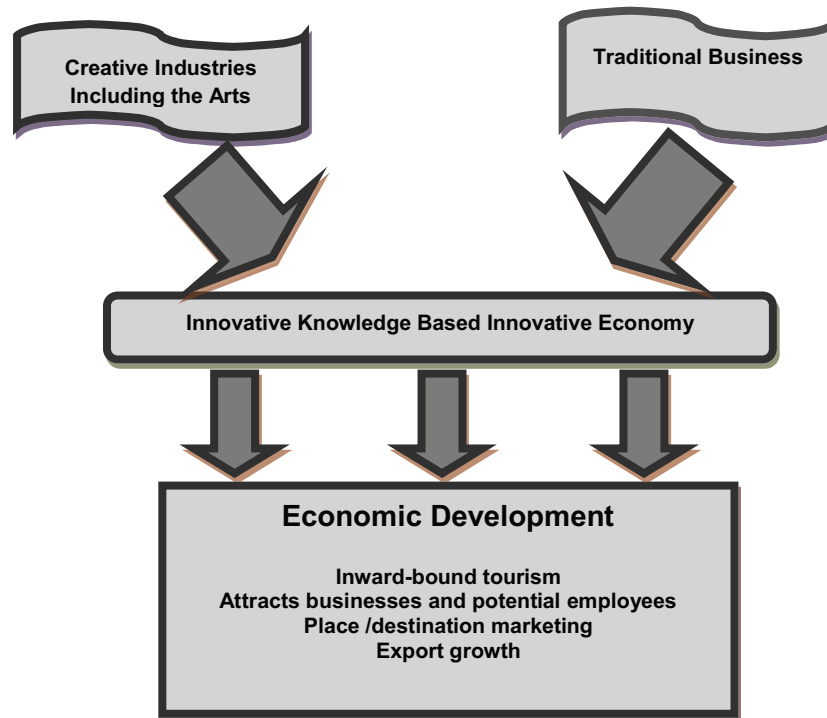 Creative Industries
Including the Arts
Traditional Business
Innovative Knowledge Based Innovative Economy
Economic Development
Inward-bound tourism
Attracts businesses and potential employees
Place /destination marketing
Export growth